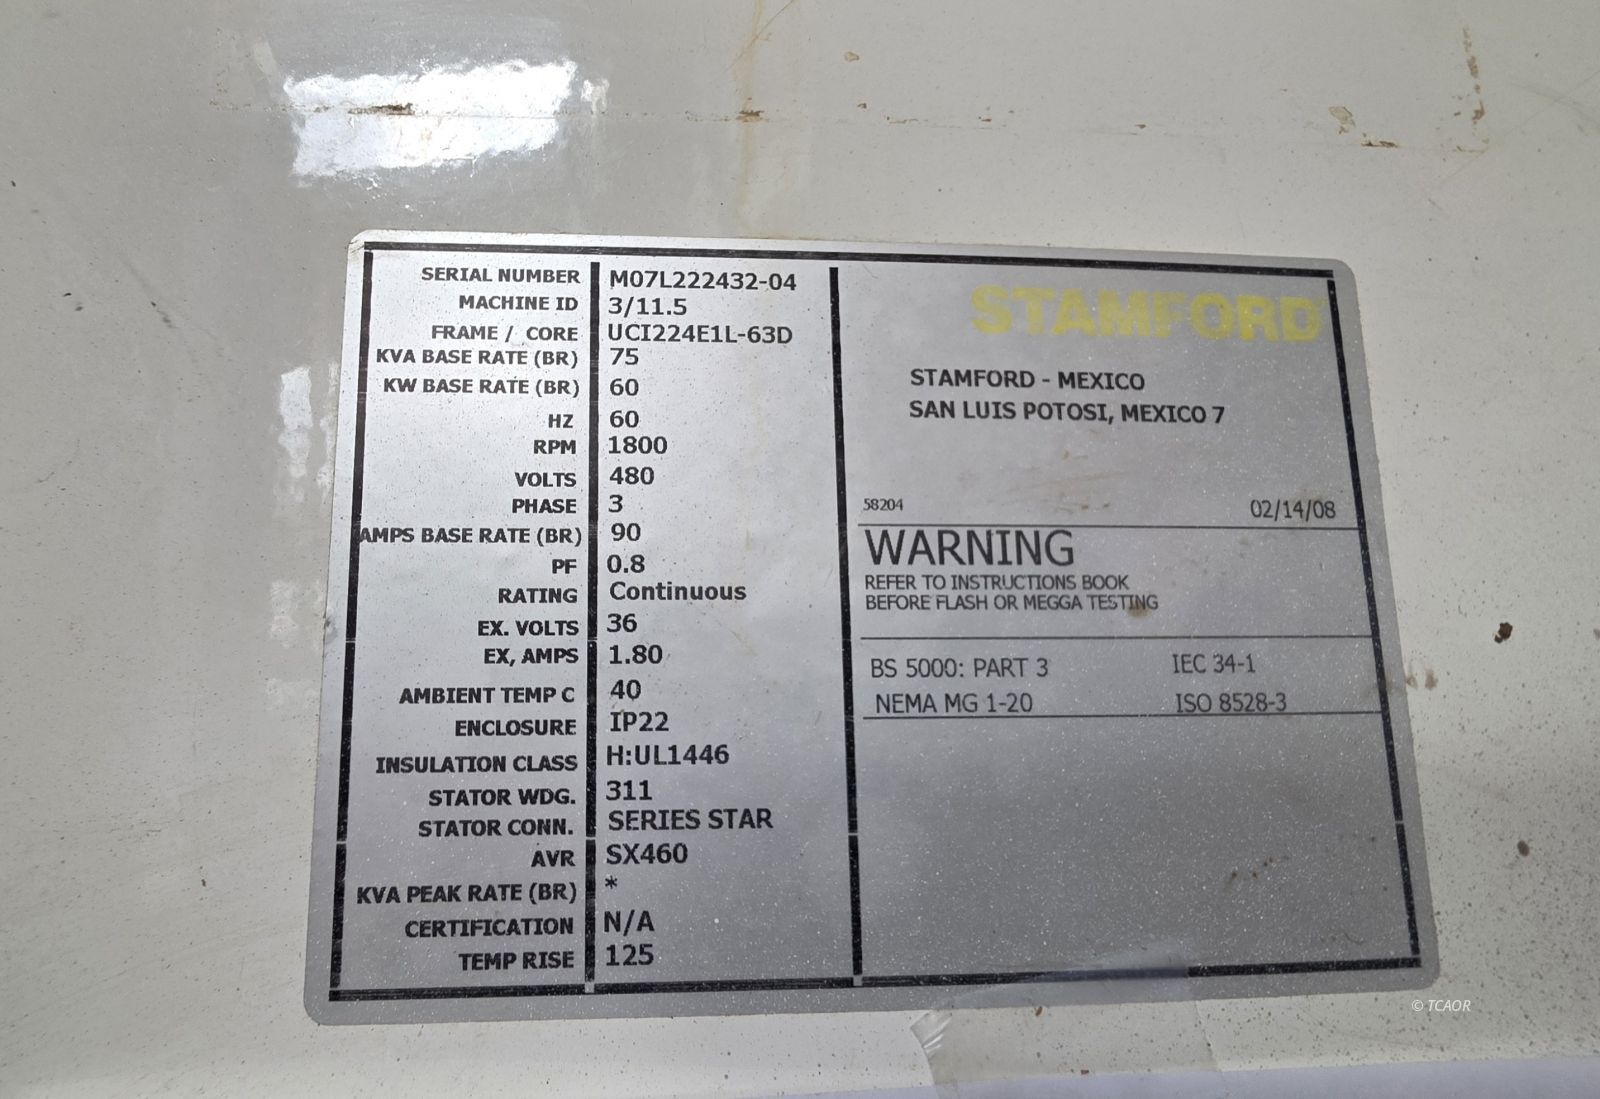 SERIAL NUMBER M07L222432-04
MACHINE ID 3/11.5
FRAME / CORE UCI224E1L-63D
KVA BASE RATE (BR) 75
KW BASE RATE (BR) 60
HZ 60
RPM 1800
VOLTS 480
PHASE 3
AMPS BASE RATE (BR) 90
PF 0.8
RATING Continuous
EX. VOLTS 36
EX, AMPS 1.80
AMBIENT TEMP C 40
ENCLOSURE IP22
INSULATION CLASS H:UL1446
STATOR WDG. 311
STATOR CONN. SERIES STAR
AVR SX460
KVA PEAK RATE (BR) *
CERTIFICATION N/A
TEMP RISE 125
STAMFORD
STAMFORD - MEXICO
SAN LUIS POTOSI, MEXICO 7
58204 02/14/08
WARNING
REFER TO INSTRUCTIONS BOOK
BEFORE FLASH OR MEGGA TESTING
BS 5000: PART 3 IEC 34-1
NEMA MG 1-20 ISO 8528-3
© TCAOR